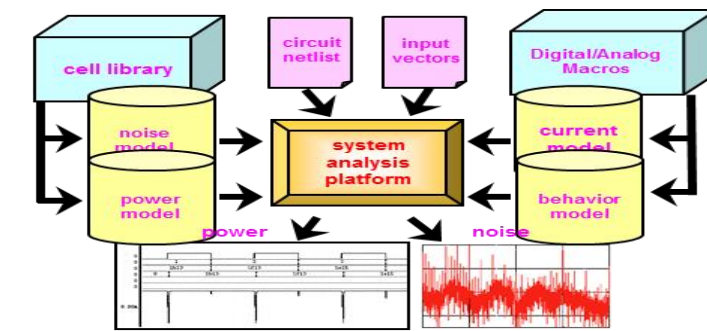 cell library
circuit
netlist
input
vectors
Digital/Analog
Macros
noise
model
power
model
system
analysis
platform
current
model
behavior
model
power
noise